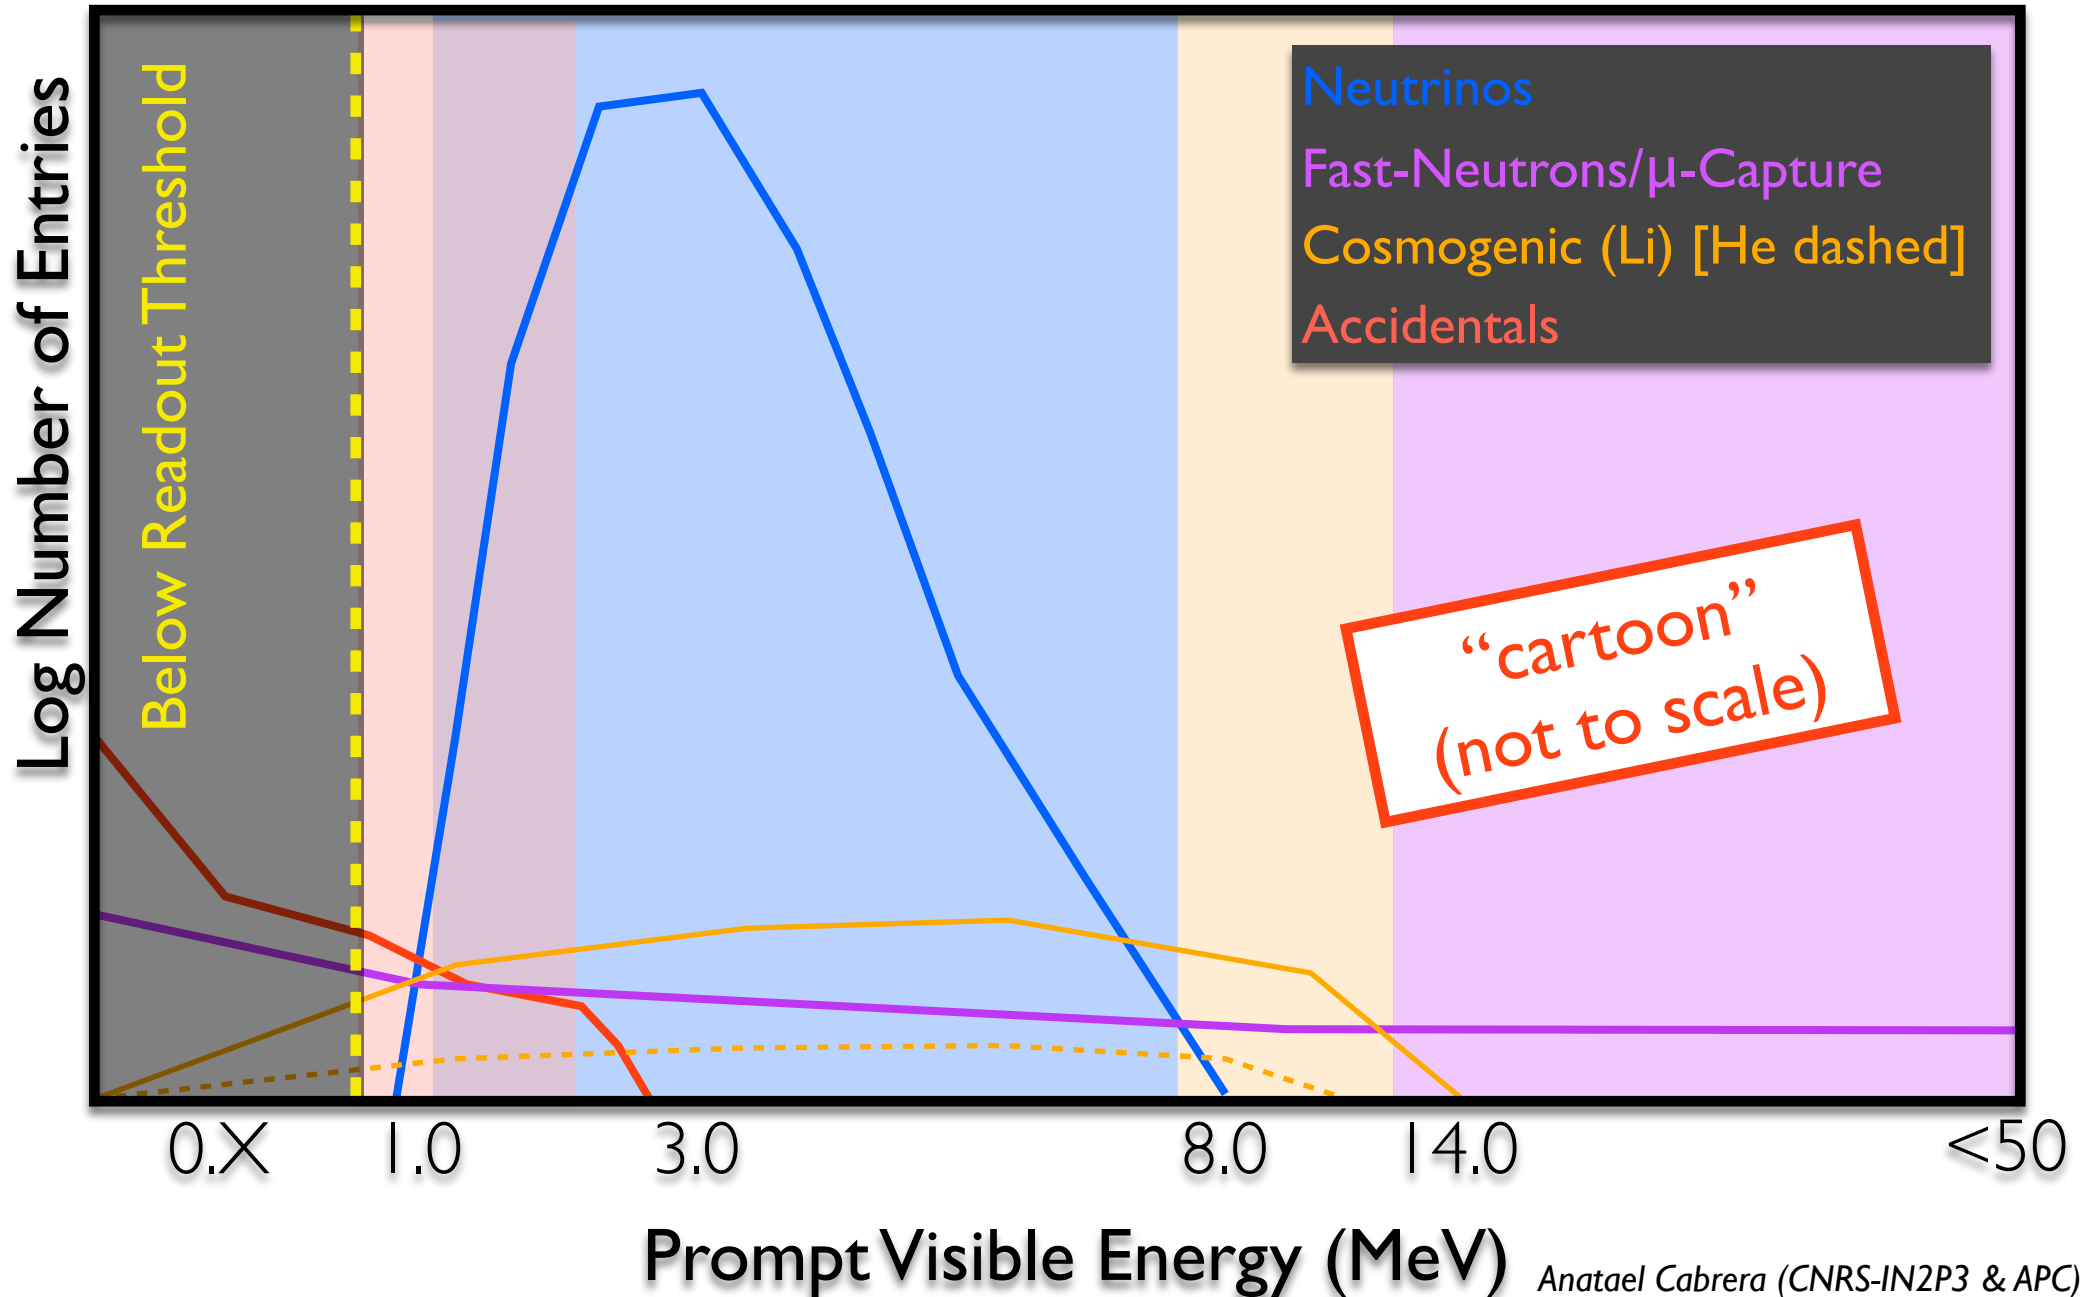 Log Number of Entries
Below Readout Threshold
Neutrinos
Fast-Neutrons/μ-Capture
Cosmogenic (Li) [He dashed]
Accidentals
“cartoon”
(not to scale)
0.X 1.0 3.0 8.0 14.0 <50
Prompt Visible Energy (MeV)
Anatael Cabrera (CNRS-IN2P3 & APC)